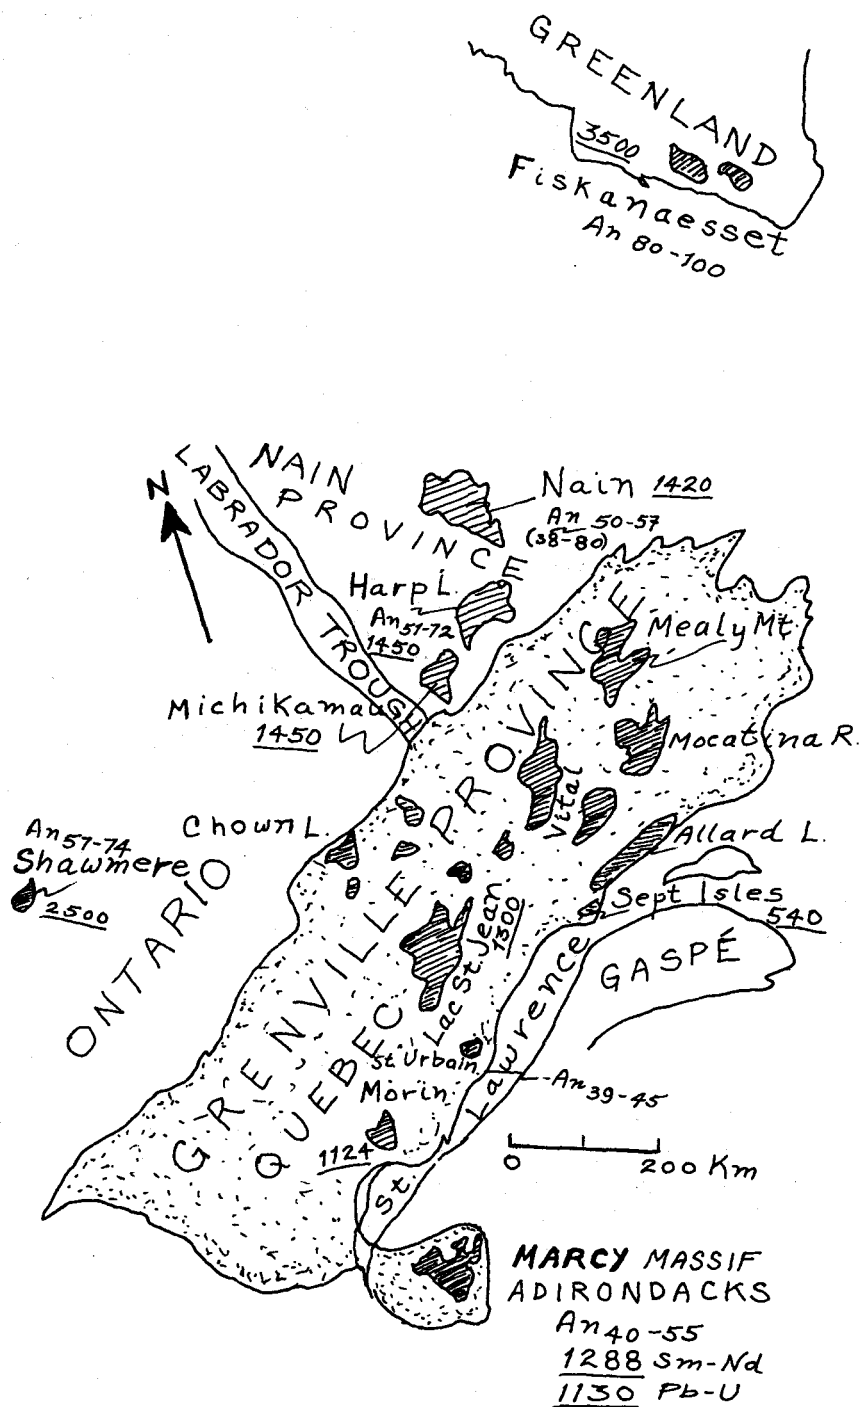 GREENLAND
3500
Fiskanaesset
An 80-100
N
LABRADOR TROUGH
NAIN
PROVINCE
Nain 1420
An 50-57
(38-80)
Harp L.
An 51-72
1450
Mealy Mt.
Michikamau
1450
Mocatina R.
Vital
Chown L.
An 57-74
Shawmere
2500
Allard L.
Sept Isles
540
ONTARIO
GRENVILLE PROVINCE
QUEBEC
Lac St. Jean
1300
GASPÉ
St. Urbain
An 39-45
Morin
1124
St. Lawrence
0 200 Km
MARCY MASSIF
ADIRONDACKS
An 40-55
1288 Sm-Nd
1130 Pb-U